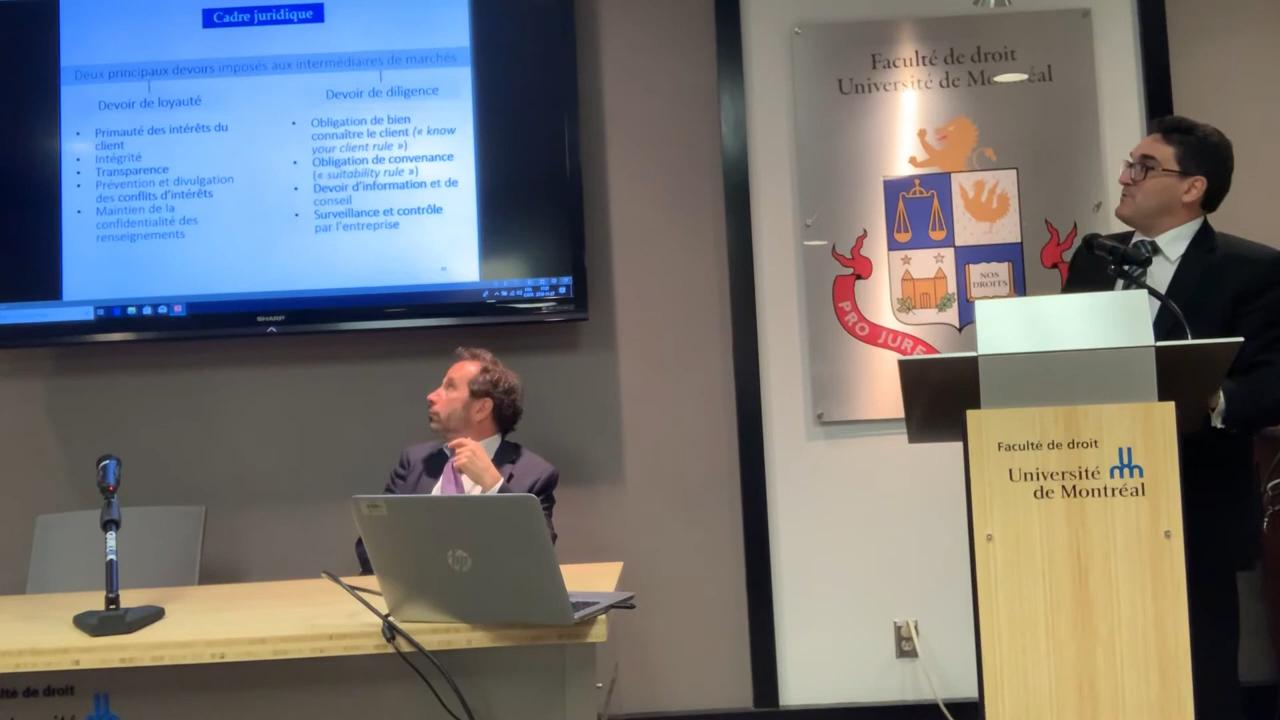 Cadre juridique
Deux principaux devoirs imposés aux intermédiaires de marchés
Devoir de loyauté
• Primauté des intérêts du
client
• Intégrité
• Transparence
• Prévention et divulgation
des conflits d'intérêts
• Maintien de la
confidentialité des
renseignements
Devoir de diligence
• Obligation de bien
connaître le client (« know
your client rule »)
• Obligation de convenance
(« suitability rule »)
• Devoir d'information et de
conseil
• Surveillance et contrôle
par l'entreprise
SHARP
Faculté de droit
Université de Montréal
NOS
DROITS
PRO JURE
hp
Faculté de droit
Université
de Montréal
de droit